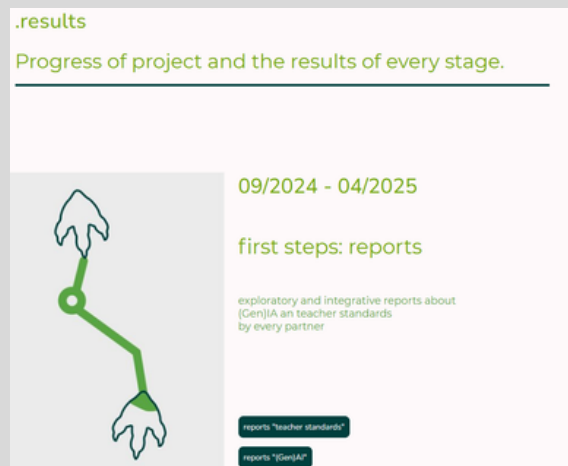 .results
Progress of project and the results of every stage.
09/2024 - 04/2025
first steps: reports
exploratory and integrative reports about
(Gen)IA an teacher standards
by every partner
reports "teacher standards"
reports "(Gen)AI"